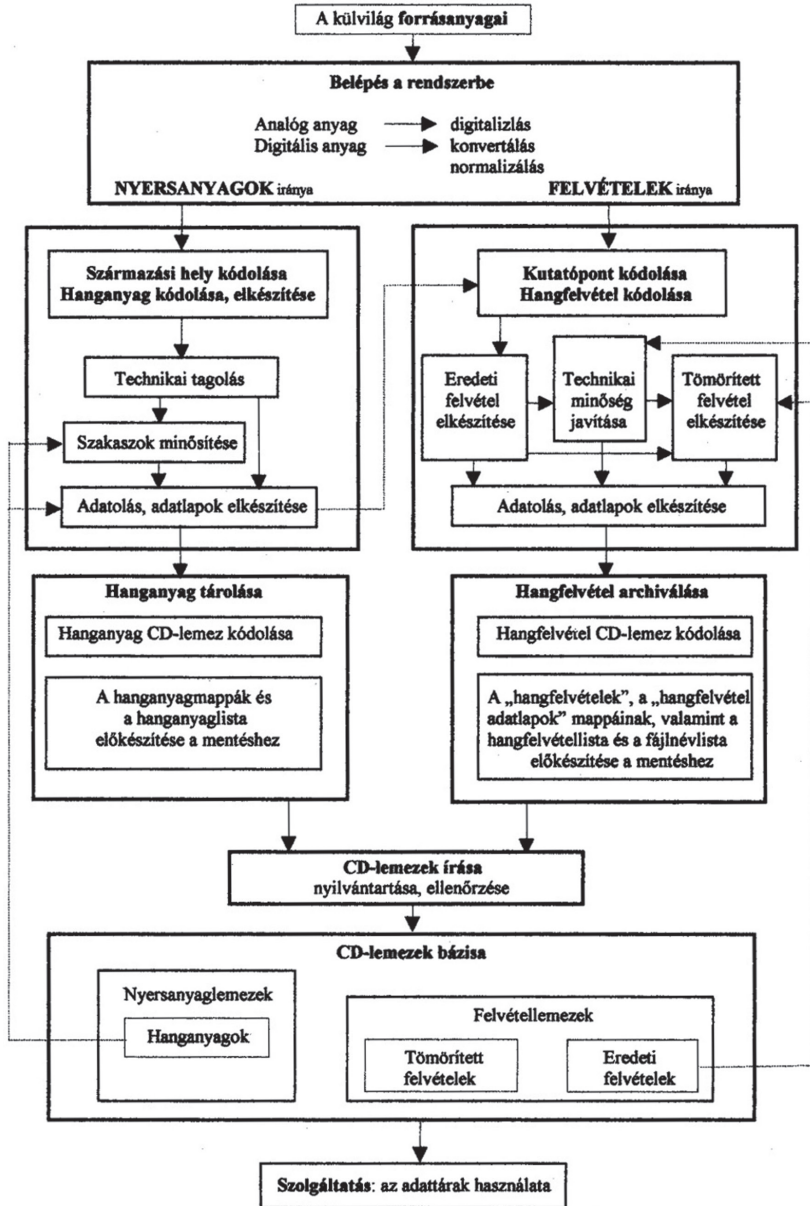 A külvilág forrásanyagai
Belépés a rendszerbe
Analóg anyag digitalizlás
Digitális anyag konvertálás
normalizálás
NYERSANYAGOK iránya
FELVÉTELEK iránya
Származási hely kódolása
Hanganyag kódolása, elkészítése
Technikai tagolás
Szakaszok minősítése
Adatolás, adatlapok elkészítése
Kutatópont kódolása
Hangfelvétel kódolása
Eredeti
felvétel
elkészítése
Technikai
minőség
javítása
Tömörített
felvétel
elkészítése
Adatolás, adatlapok elkészítése
Hanganyag tárolása
Hanganyag CD-lemez kódolása
A hanganyagmappák és
a hanganyaglista
előkészítése a mentéshez
Hangfelvétel archiválása
Hangfelvétel CD-lemez kódolása
A „hangfelvételek”, a „hangfelvétel
adatlapok” mappáinak, valamint a
hangfelvétellista és a fájlnévlista
előkészítése a mentéshez
CD-lemezek írása
nyilvántartása, ellenőrzése
CD-lemezek bázisa
Nyersanyaglemezek
Hanganyagok
Felvétellemezek
Tömörített
felvételek
Eredeti
felvételek
Szolgáltatás: az adattárak használata